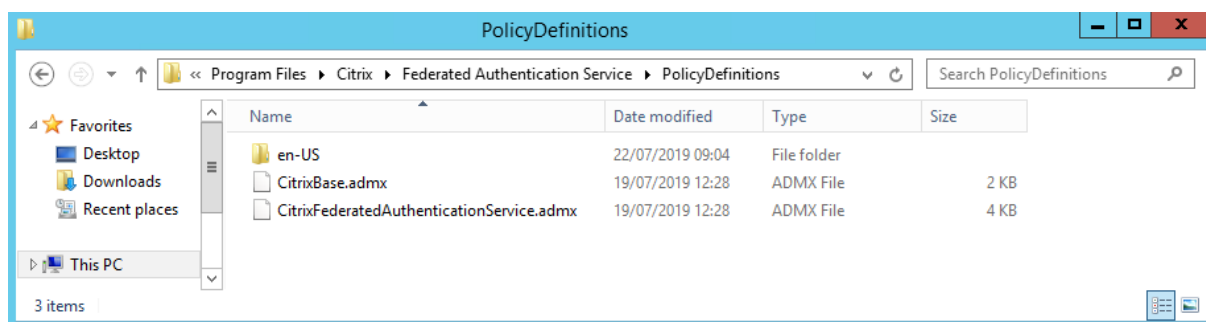 PolicyDefinitions
« Program Files ▸ Citrix ▸ Federated Authentication Service ▸ PolicyDefinitions
Search PolicyDefinitions
Favorites
Desktop
Downloads
Recent places
This PC
Name Date modified Type Size
en-US 22/07/2019 09:04 File folder
CitrixBase.admx 19/07/2019 12:28 ADMX File 2 KB
CitrixFederatedAuthenticationService.admx 19/07/2019 12:28 ADMX File 4 KB
3 items